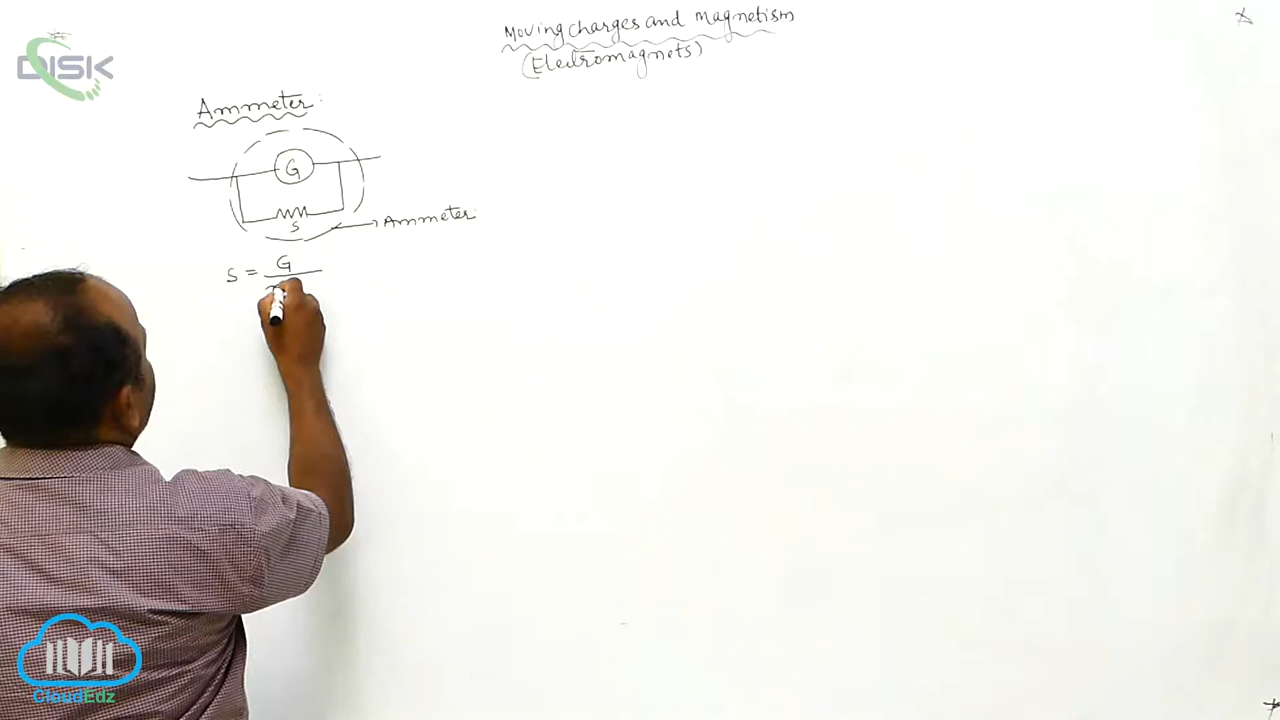 Moving charges and Magnetism
(Electromagnets)
DISK
Ammeter:
G
S
Ammeter
S = G
CloudEdz